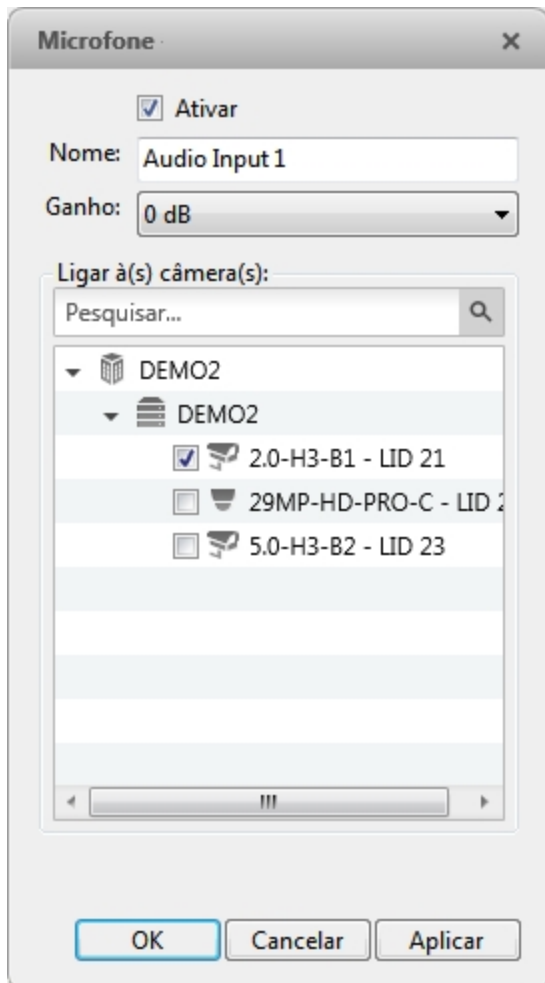 Microfone
Ativar
Nome: Audio Input 1
Ganho: 0 dB
Ligar à(s) câmera(s):
Pesquisar...
DEMO2
DEMO2
2.0-H3-B1 - LID 21
29MP-HD-PRO-C - LID 2
5.0-H3-B2 - LID 23
OK Cancelar Aplicar